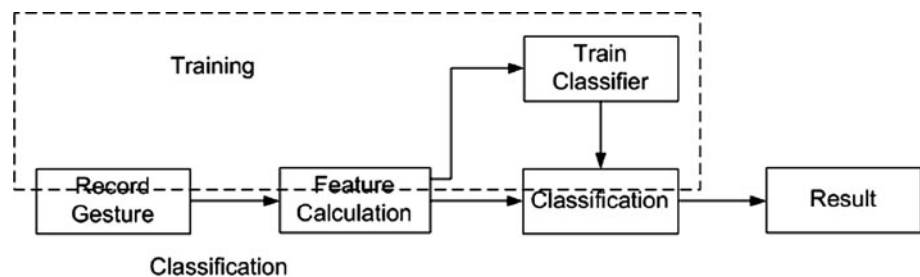 Training
Train
Classifier
Record
Gesture
Feature
Calculation
Classification
Result
Classification